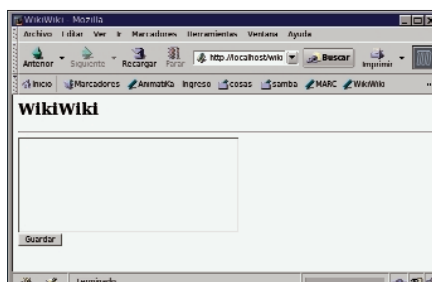 WikiWiki - Mozilla
Archivo Editar Ver Ir Marcadores Herramientas Ventana Ayuda
Anterior Siguiente Recargar Parar http://localhost/wiki Buscar Imprimir
Inicio Marcadores AnimatiKa Ingreso cosas samba MARC WikiWiki
WikiWiki
Guardar
Terminado